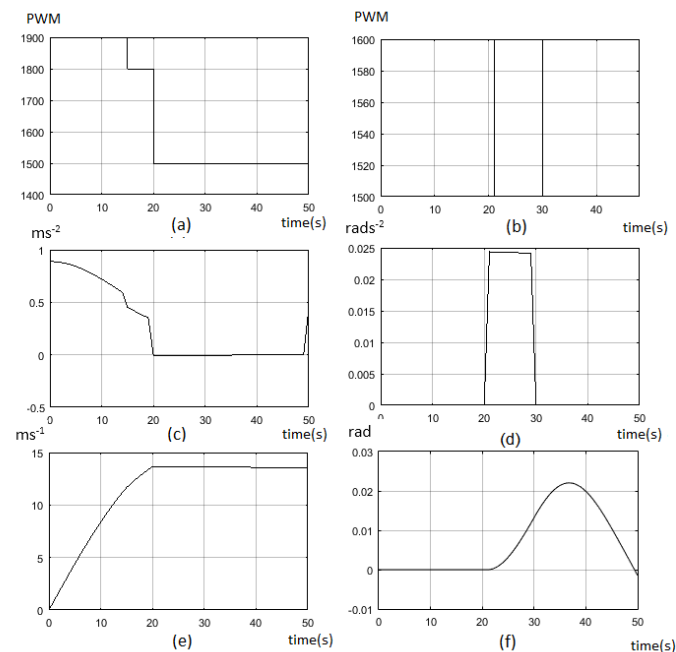 PWM
1900
1800
1700
1600
1500
1400
0 10 20 30 40 50
(a)
time(s)
PWM
1600
1580
1560
1540
1520
1500
0 10 20 30 40
(b)
time(s)
ms-2
1
0.5
0
-0.5
0 10 20 30 40 50
(c)
time(s)
rads-2
0.025
0.02
0.015
0.01
0.005
0
0 10 20 30 40 50
(d)
time(s)
ms-1
15
10
5
0
0 10 20 30 40 50
(e)
time(s)
rad
0.03
0.02
0.01
0
-0.01
0 10 20 30 40 50
(f)
time(s)